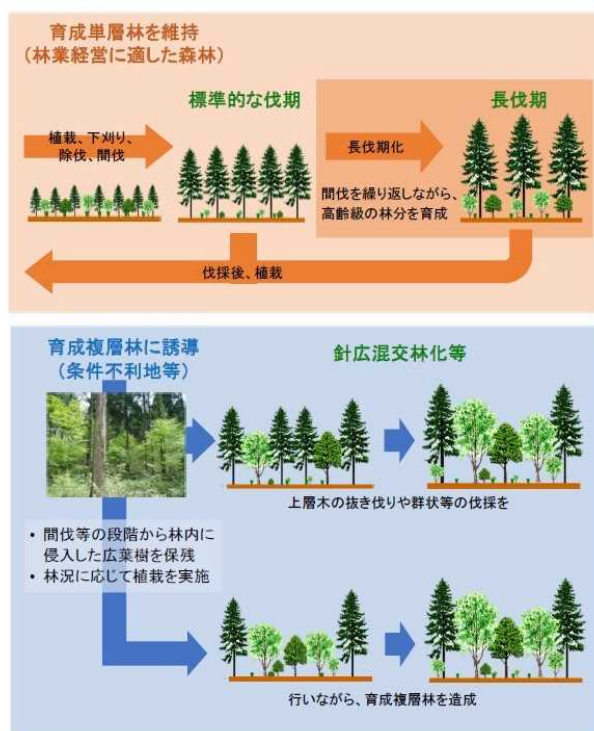 育成単層林を維持
（林業経営に適した森林）
標準的な伐期
長伐期
植栽、下刈り、
除伐、間伐
長伐期化
間伐を繰り返しながら、
高齢級の林分を育成
伐採後、植栽
育成複層林に誘導
（条件不利地等）
針広混交林化等
上層木の抜き伐りや群状等の伐採を
• 間伐等の段階から林内に
侵入した広葉樹を保残
• 林況に応じて植栽を実施
行いながら、育成複層林を造成